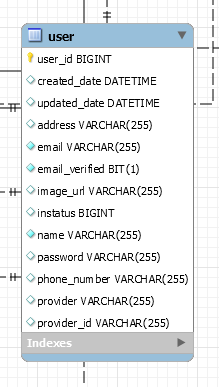 user
user_id BIGINT
created_date DATETIME
updated_date DATETIME
address VARCHAR(255)
email VARCHAR(255)
email_verified BIT(1)
image_url VARCHAR(255)
instatus BIGINT
name VARCHAR(255)
password VARCHAR(255)
phone_number VARCHAR(255)
provider VARCHAR(255)
provider_id VARCHAR(255)
Indexes